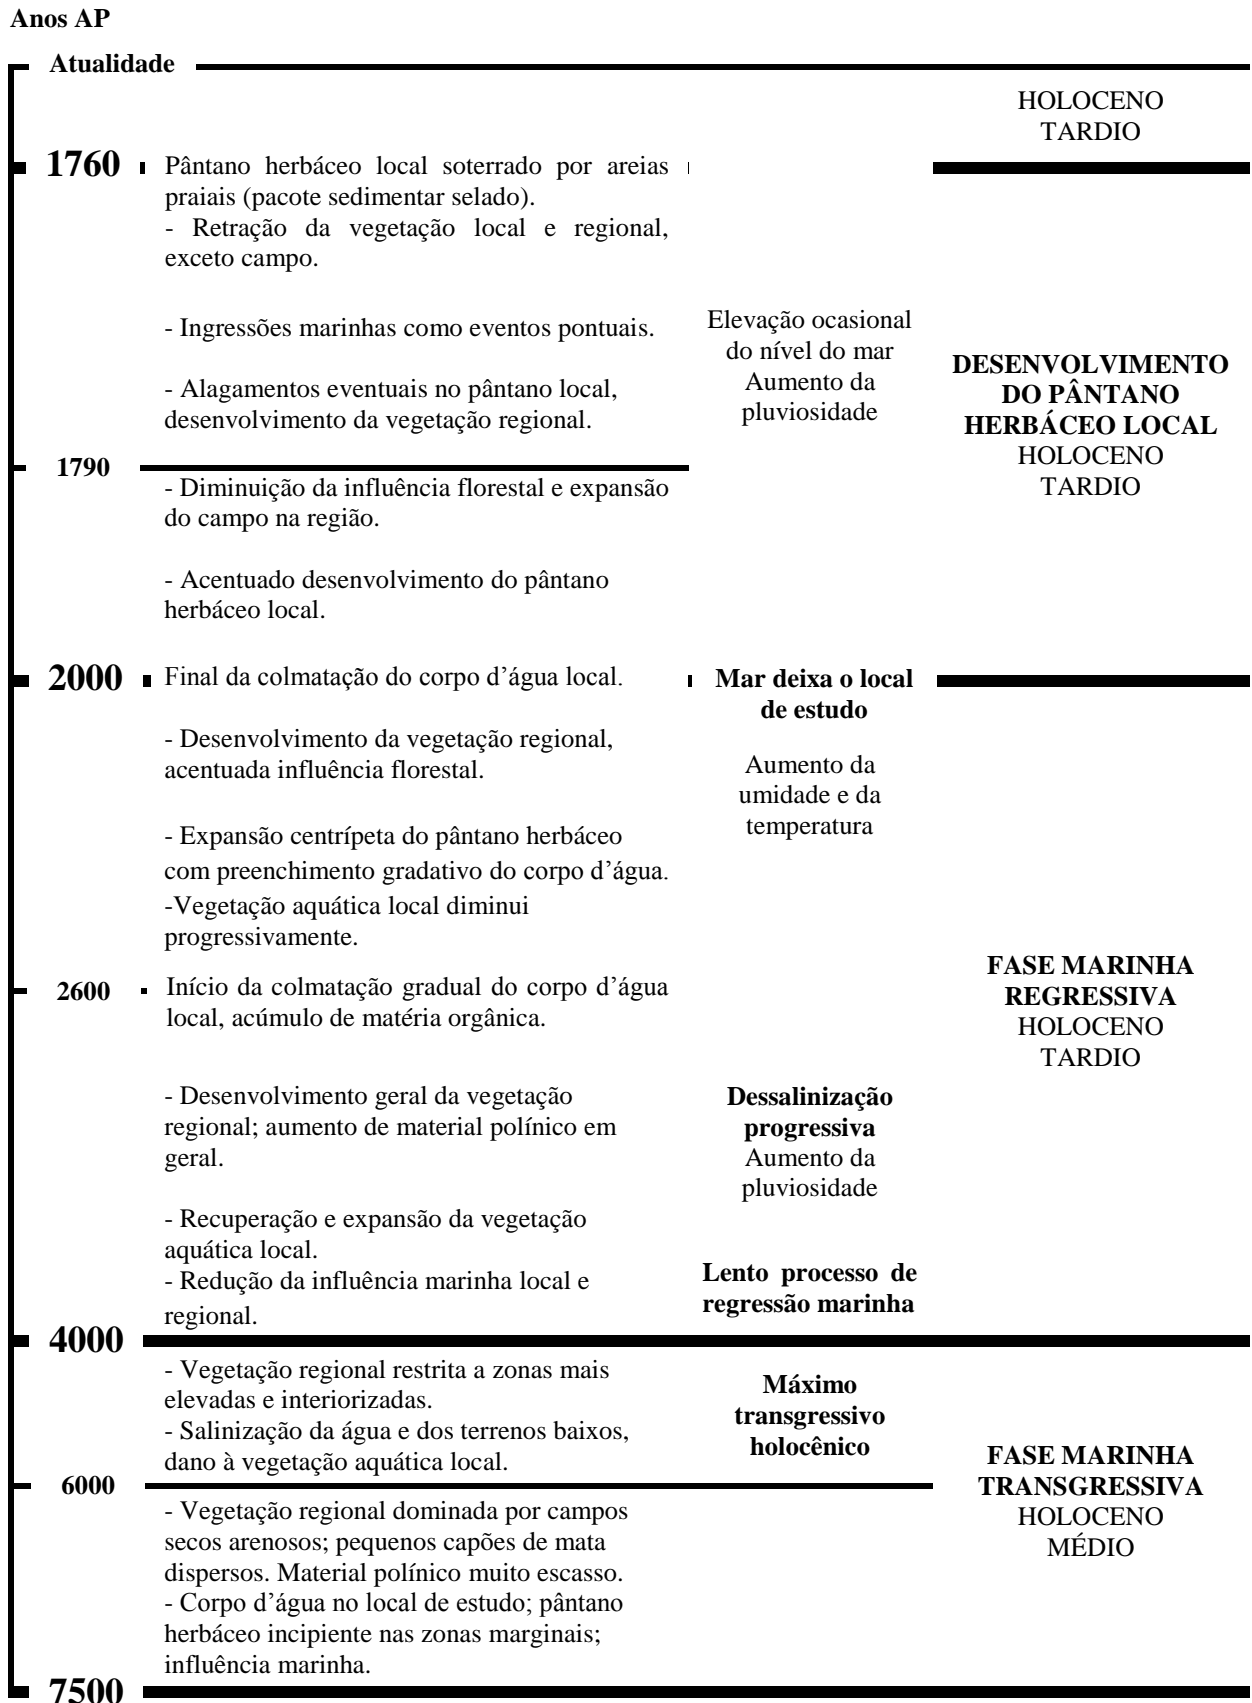 Anos AP
Atualidade
HOLOCENO
TARDIO
1760
Pântano herbáceo local soterrado por areias
praiais (pacote sedimentar selado).
- Retração da vegetação local e regional,
exceto campo.
- Ingressões marinhas como eventos pontuais.
- Alagamentos eventuais no pântano local,
desenvolvimento da vegetação regional.
Elevação ocasional
do nível do mar
Aumento da
pluviosidade
DESENVOLVIMENTO
DO PÂNTANO
HERBÁCEO LOCAL
HOLOCENO
TARDIO
1790
- Diminuição da influência florestal e expansão
do campo na região.
- Acentuado desenvolvimento do pântano
herbáceo local.
2000
Final da colmatação do corpo d’água local.
- Desenvolvimento da vegetação regional,
acentuada influência florestal.
- Expansão centrípeta do pântano herbáceo
com preenchimento gradativo do corpo d’água.
-Vegetação aquática local diminui
progressivamente.
Mar deixa o local
de estudo
Aumento da
umidade e da
temperatura
2600
Início da colmatação gradual do corpo d’água
local, acúmulo de matéria orgânica.
- Desenvolvimento geral da vegetação
regional; aumento de material polínico em
geral.
- Recuperação e expansão da vegetação
aquática local.
- Redução da influência marinha local e
regional.
Dessalinização
progressiva
Aumento da
pluviosidade
Lento processo de
regressão marinha
FASE MARINHA
REGRESSIVA
HOLOCENO
TARDIO
4000
- Vegetação regional restrita a zonas mais
elevadas e interiorizadas.
- Salinização da água e dos terrenos baixos,
dano à vegetação aquática local.
Máximo
transgressivo
holocênico
6000
- Vegetação regional dominada por campos
secos arenosos; pequenos capões de mata
dispersos. Material polínico muito escasso.
- Corpo d’água no local de estudo; pântano
herbáceo incipiente nas zonas marginais;
influência marinha.
FASE MARINHA
TRANSGRESSIVA
HOLOCENO
MÉDIO
7500